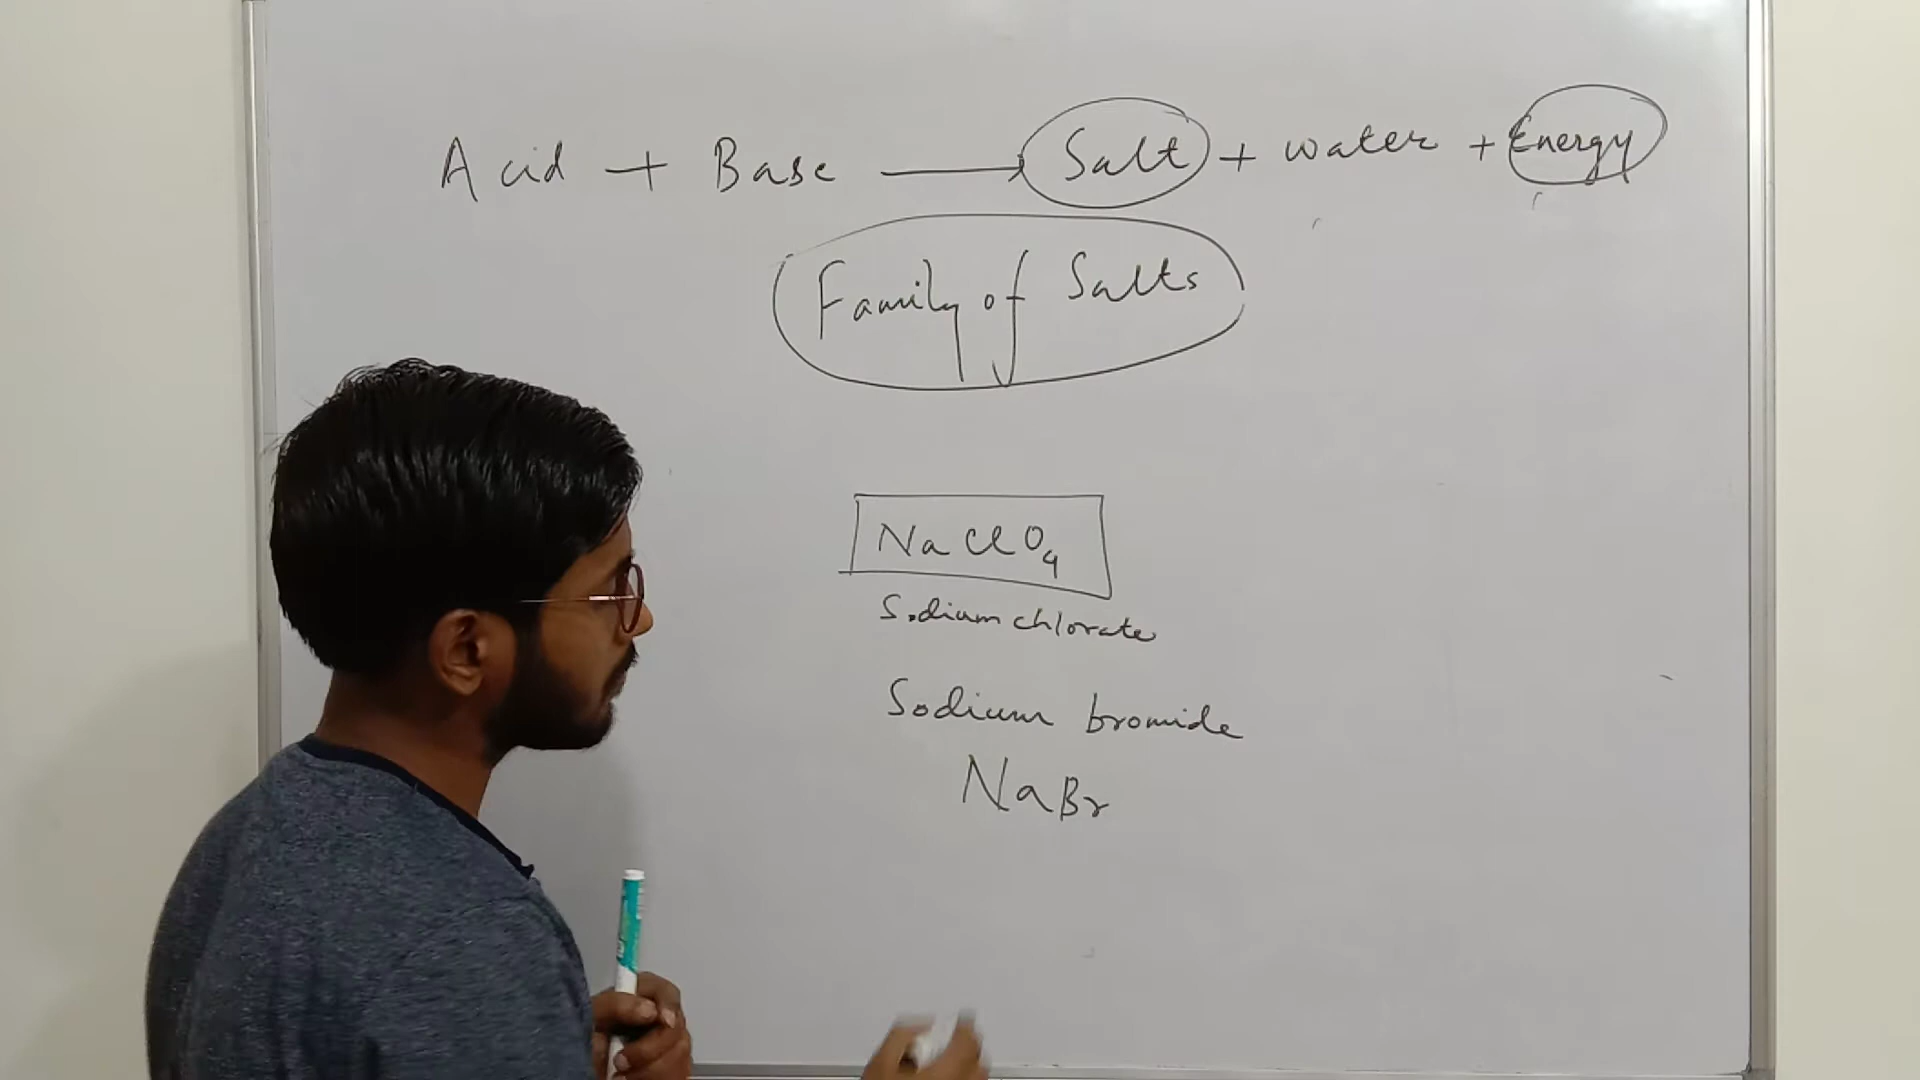 Acid + Base → Salt + water + Energy
Family of Salts
NaClO₄
Sodium chlorate
Sodium bromide
NaBr